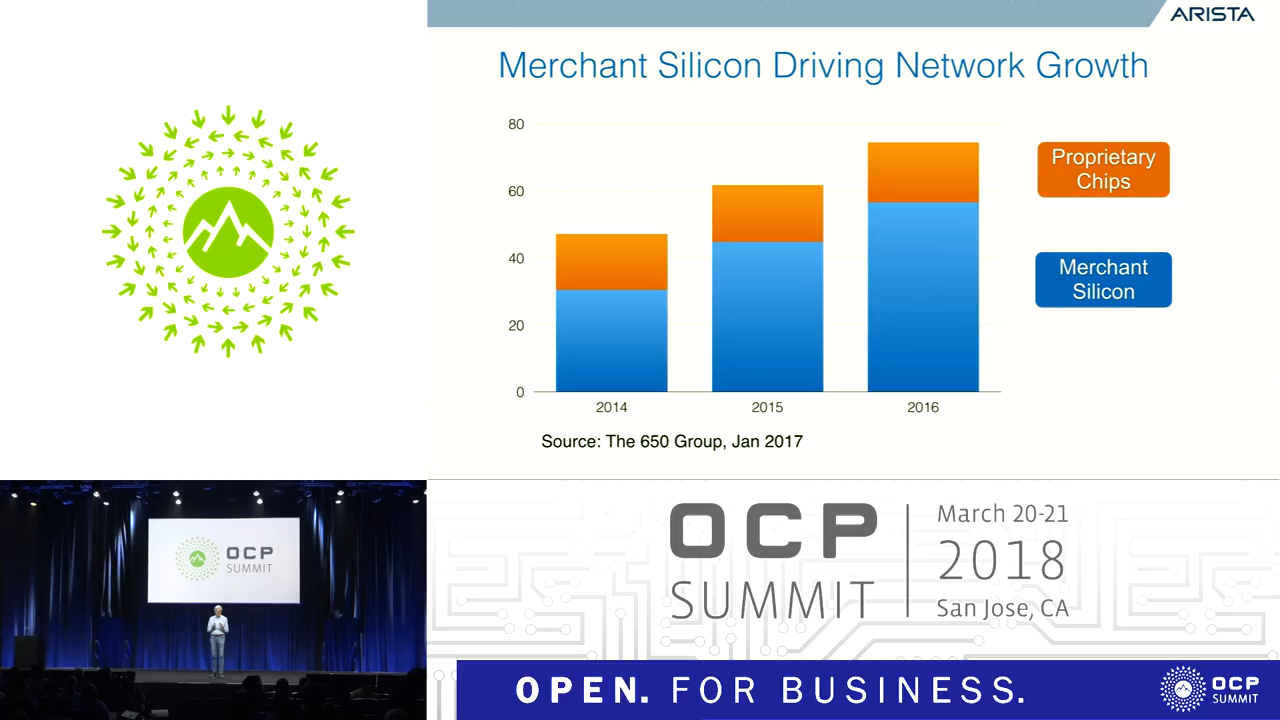 ARISTA
Merchant Silicon Driving Network Growth
80
60
40
20
0
2014
2015
2016
Proprietary
Chips
Merchant
Silicon
Source: The 650 Group, Jan 2017
OCP
SUMMIT
OCP
SUMMIT
March 20-21
2018
San Jose, CA
OPEN. FOR BUSINESS.
OCP
SUMMIT